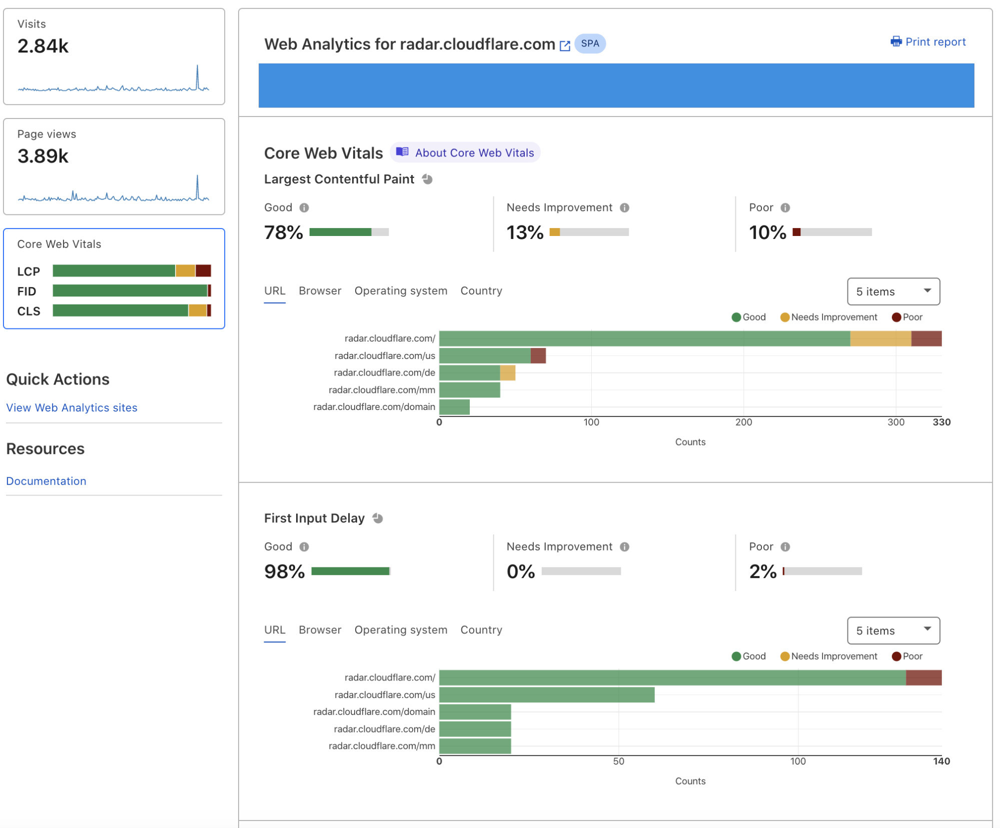 Visits
2.84k
Page views
3.89k
Core Web Vitals
LCP
FID
CLS
Quick Actions
View Web Analytics sites
Resources
Documentation
Web Analytics for radar.cloudflare.com SPA
Print report
Core Web Vitals About Core Web Vitals
Largest Contentful Paint
Good Needs Improvement Poor
78% 13% 10%
URL Browser Operating system Country 5 items
Good Needs Improvement Poor
radar.cloudflare.com/
radar.cloudflare.com/us
radar.cloudflare.com/de
radar.cloudflare.com/mm
radar.cloudflare.com/domain
0 100 200 300 330
Counts
First Input Delay
Good Needs Improvement Poor
98% 0% 2%
URL Browser Operating system Country 5 items
Good Needs Improvement Poor
radar.cloudflare.com/
radar.cloudflare.com/us
radar.cloudflare.com/domain
radar.cloudflare.com/de
radar.cloudflare.com/mm
0 50 100 140
Counts